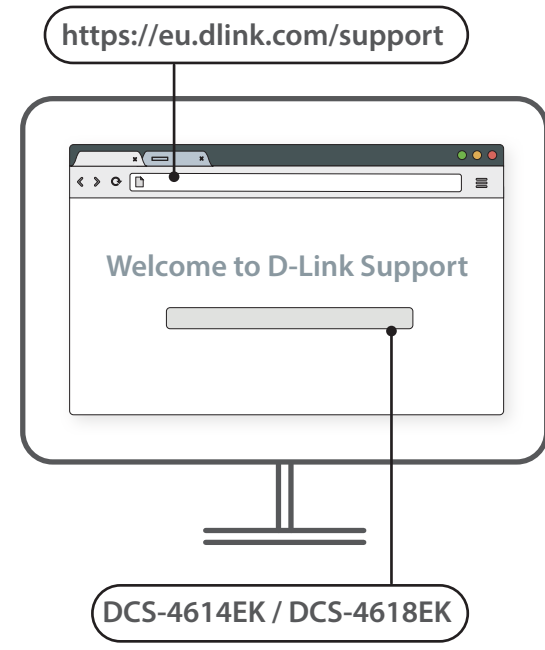 https://eu.dlink.com/support
Welcome to D-Link Support
DCS-4614EK / DCS-4618EK